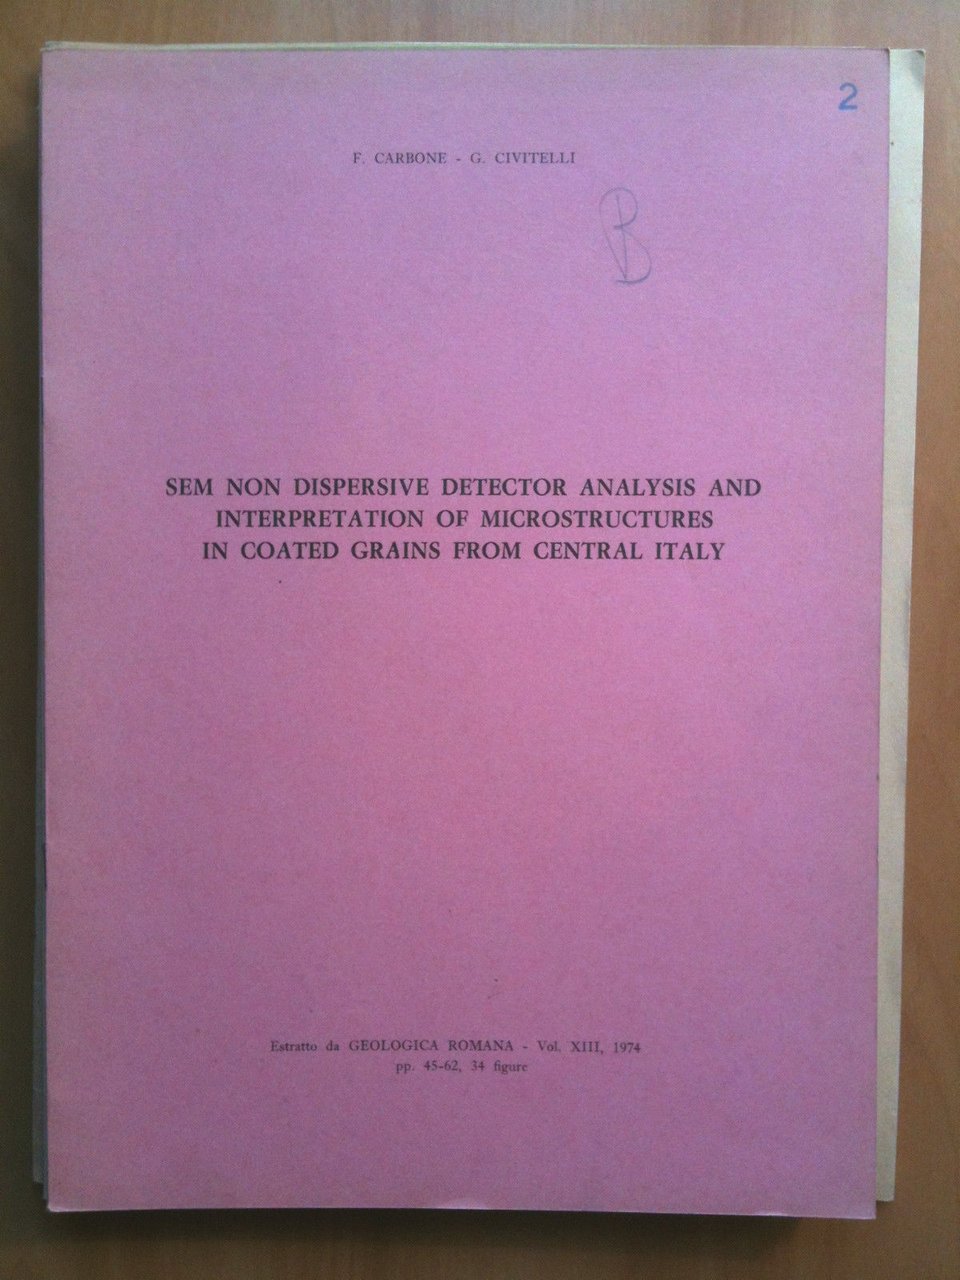 2
F. CARBONE - G. CIVITELLI
B
SEM NON DISPERSIVE DETECTOR ANALYSIS AND
INTERPRETATION OF MICROSTRUCTURES
IN COATED GRAINS FROM CENTRAL ITALY
Estratto da GEOLOGICA ROMANA - Vol. XIII, 1974
pp. 45-62, 34 figure